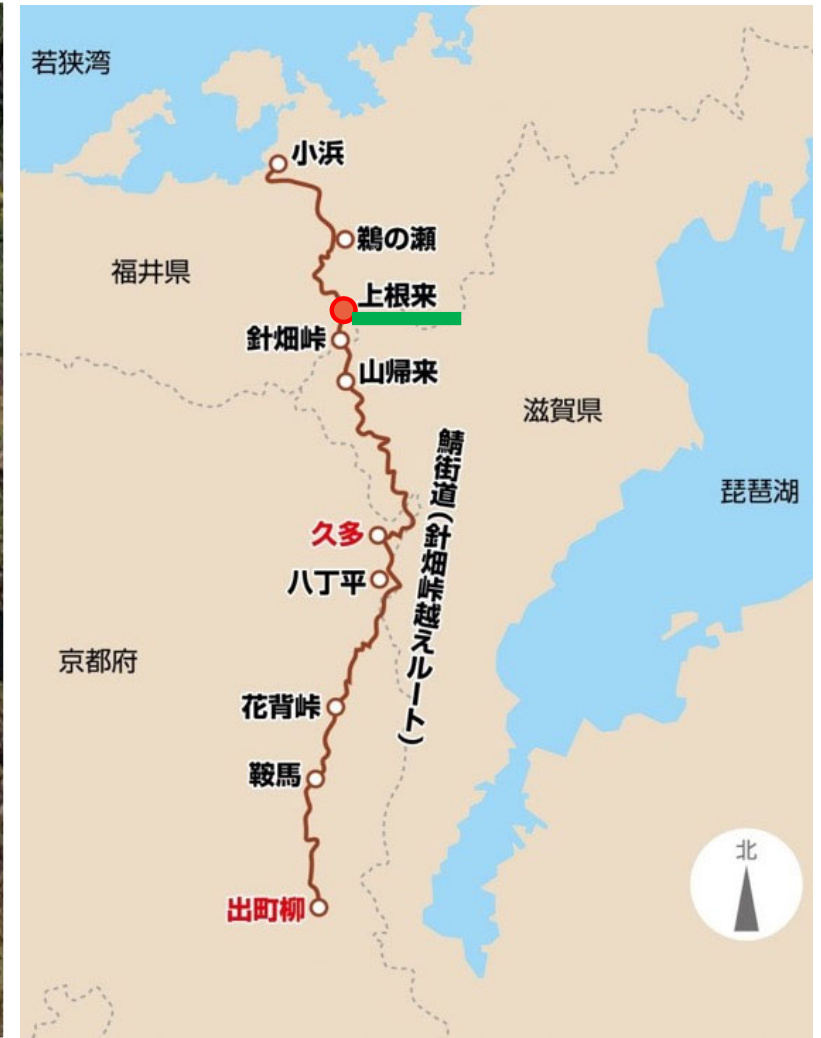 若狭湾
小浜
鵜の瀬
福井県
上根来
針畑峠
山帰来
滋賀県
鯖街道(針畑峠越えルート)
琵琶湖
久多
八丁平
京都府
花背峠
鞍馬
北
出町柳